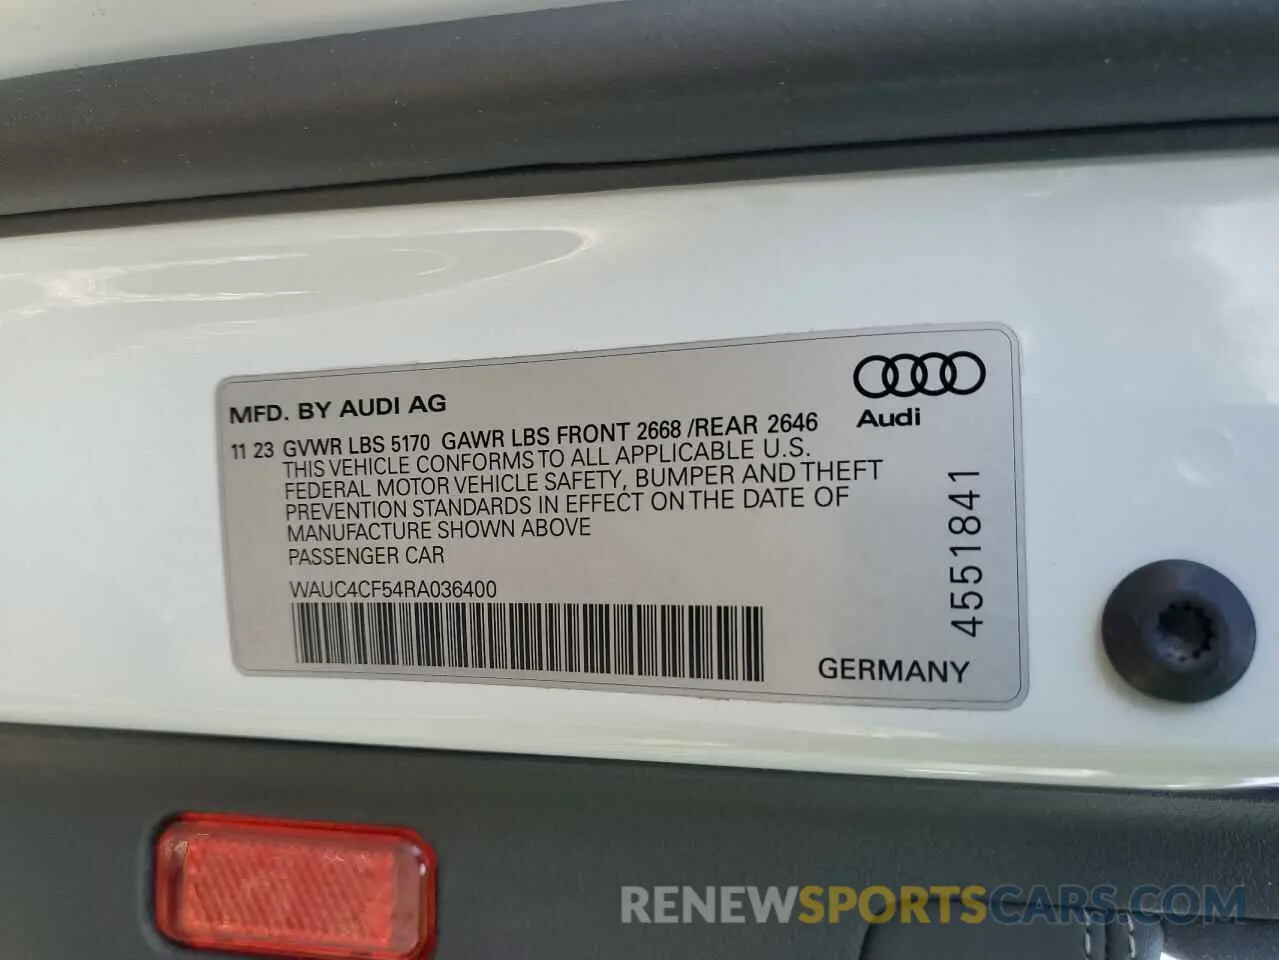 MFD. BY AUDI AG
Audi
11 23 GVWR LBS 5170 GAWR LBS FRONT 2668 /REAR 2646
THIS VEHICLE CONFORMS TO ALL APPLICABLE U.S.
FEDERAL MOTOR VEHICLE SAFETY, BUMPER AND THEFT
PREVENTION STANDARDS IN EFFECT ON THE DATE OF
MANUFACTURE SHOWN ABOVE
PASSENGER CAR
WAUC4CF54RA036400
4551841
GERMANY
RENEWSPORTSCARS.COM